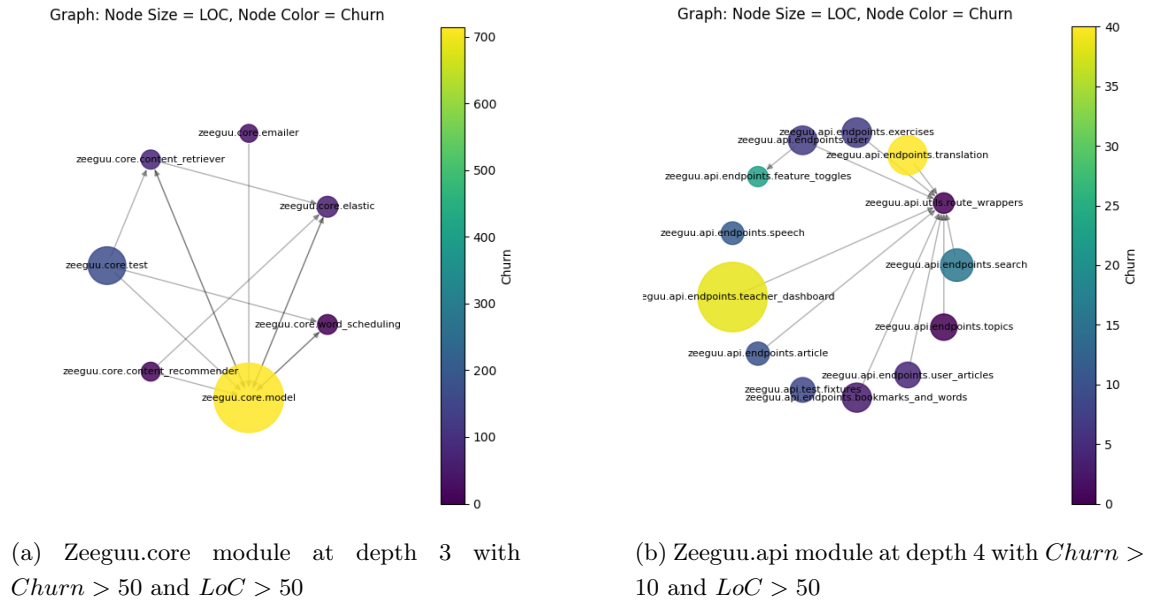 Graph: Node Size = LOC, Node Color = Churn
zeeguu.core.emailer
zeeguu.core.content_retriever
zeeguu.core.elastic
zeeguu.core.test
zeeguu.core.word_scheduling
zeeguu.core.content_recommender
zeeguu.core.model
700
600
500
400
300
200
100
0
Churn
(a) Zeeguu.core module at depth 3 with
Churn > 50 and LoC > 50
Graph: Node Size = LOC, Node Color = Churn
zeeguu.api.endpoints.exercises
zeeguu.api.endpoints.user
zeeguu.api.endpoints.translation
zeeguu.api.endpoints.feature_toggles
zeeguu.api.utils.route_wrappers
zeeguu.api.endpoints.speech
zeeguu.api.endpoints.search
eguu.api.endpoints.teacher_dashboard
zeeguu.api.endpoints.topics
zeeguu.api.endpoints.article
zeeguu.api.endpoints.user_articles
zeeguu.api.test.fixtures
zeeguu.api.endpoints.bookmarks_and_words
40
35
30
25
20
15
10
5
0
Churn
(b) Zeeguu.api module at depth 4 with Churn >
10 and LoC > 50